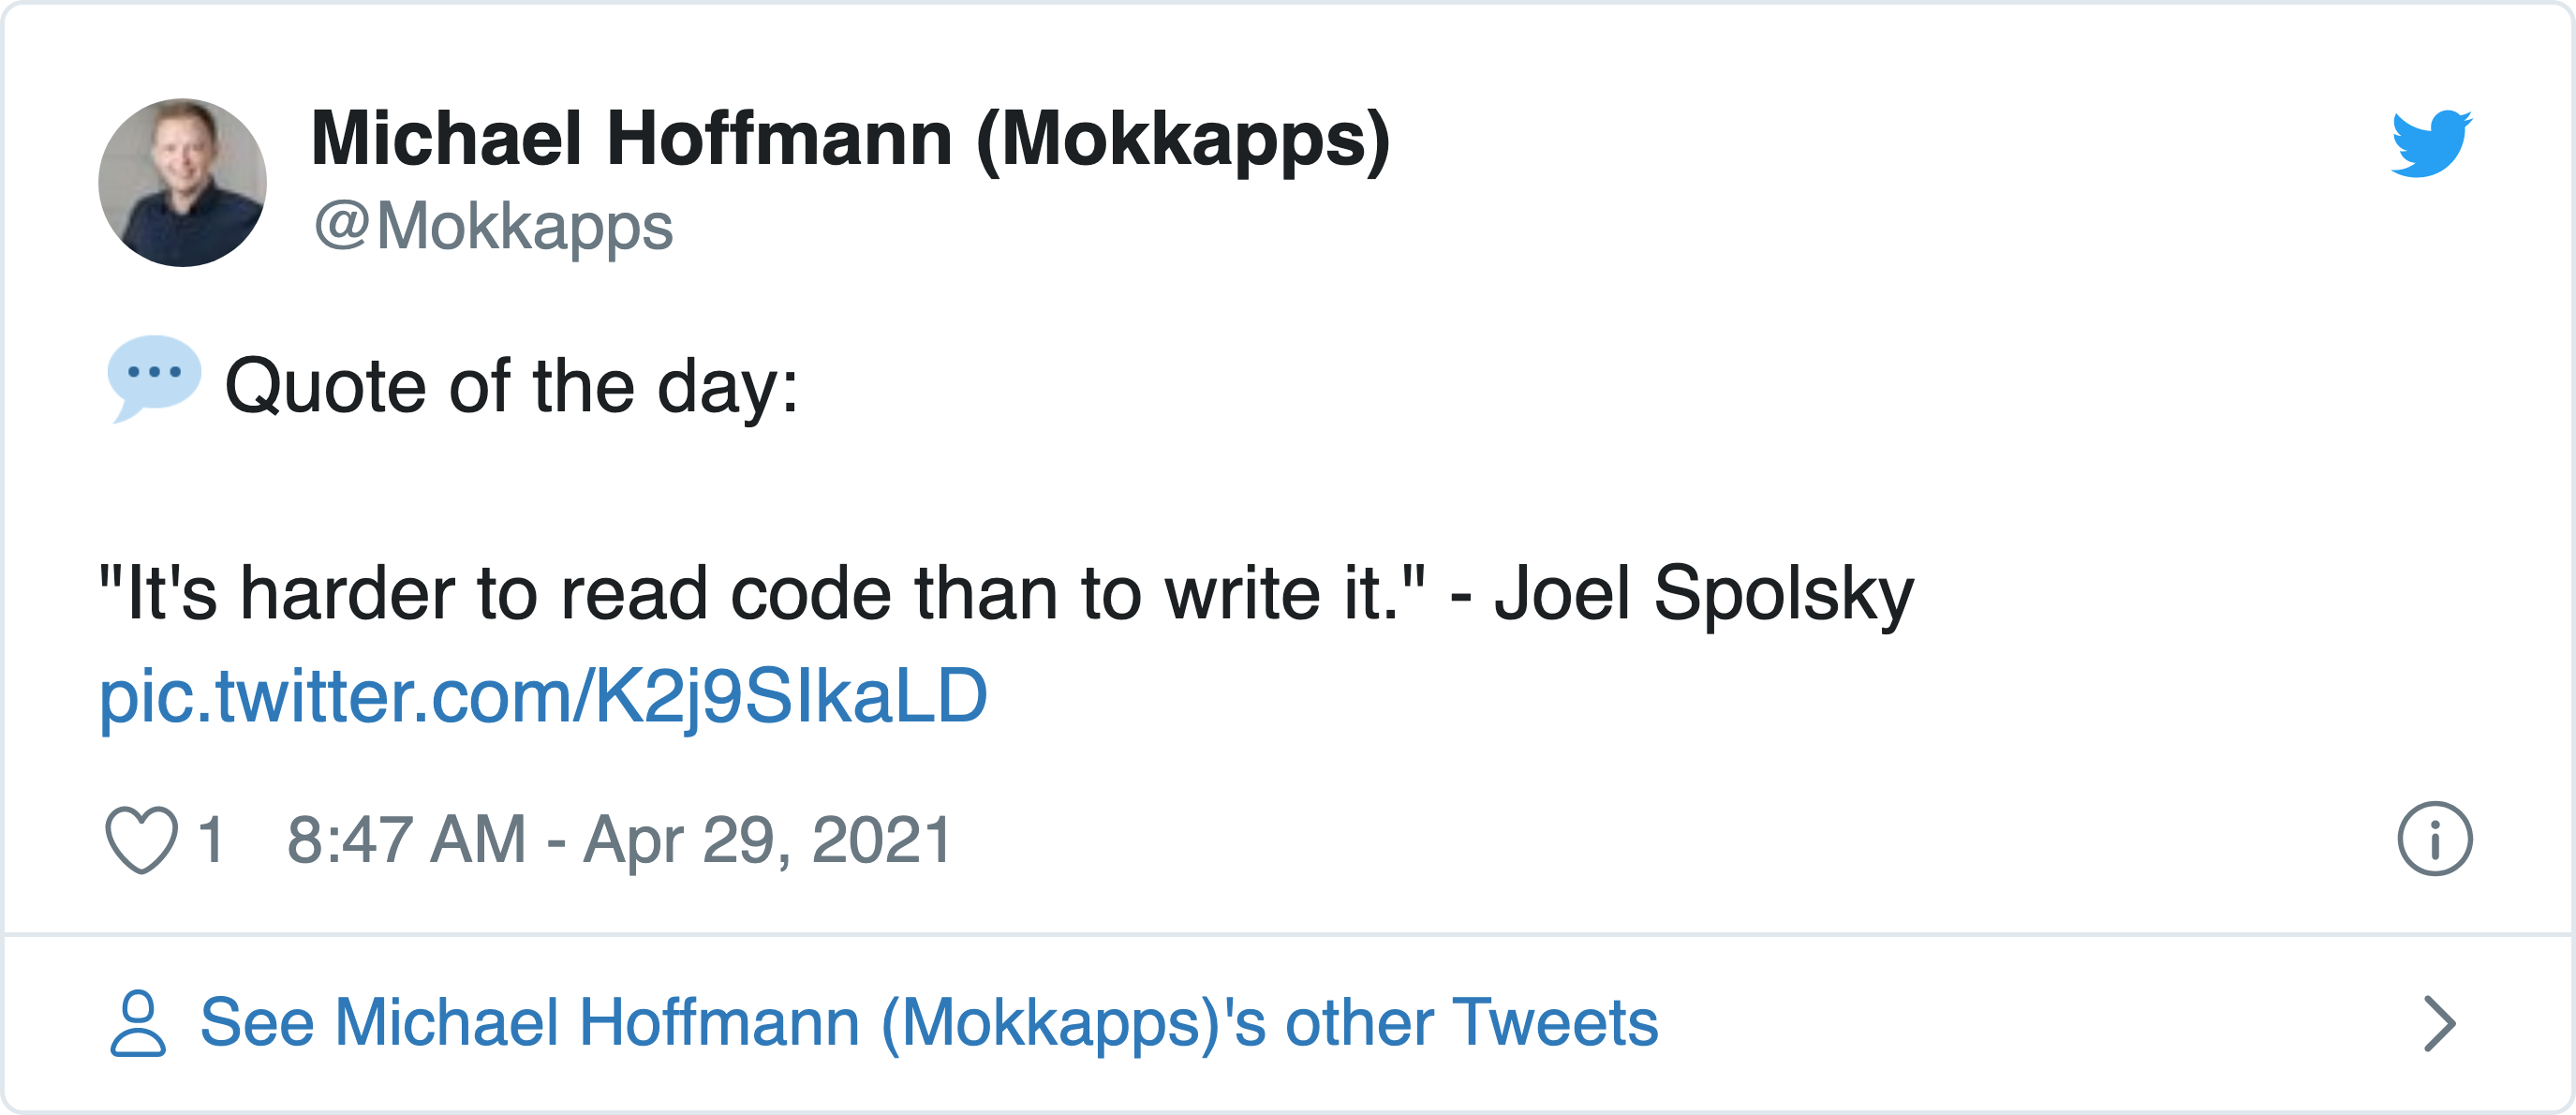 Michael Hoffmann (Mokkapps)
@Mokkapps
💬 Quote of the day:
"It's harder to read code than to write it." - Joel Spolsky
pic.twitter.com/K2j9SIkaLD
1 8:47 AM - Apr 29, 2021
See Michael Hoffmann (Mokkapps)'s other Tweets